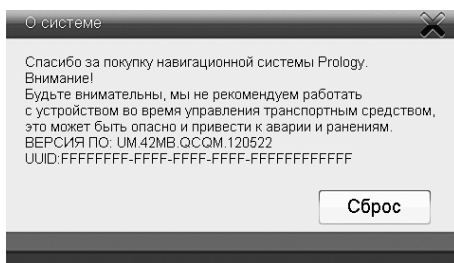 О системе
Спасибо за покупку навигационной системы Prology.
Внимание!
Будьте внимательны, мы не рекомендуем работать
с устройством во время управления транспортным средством,
это может быть опасно и привести к аварии и ранениям.
ВЕРСИЯ ПО: UM.42MB.QCQM.120522
UUID:FFFFFFFF-FFFF-FFFF-FFFF-FFFFFFFFFFFF
Сброс